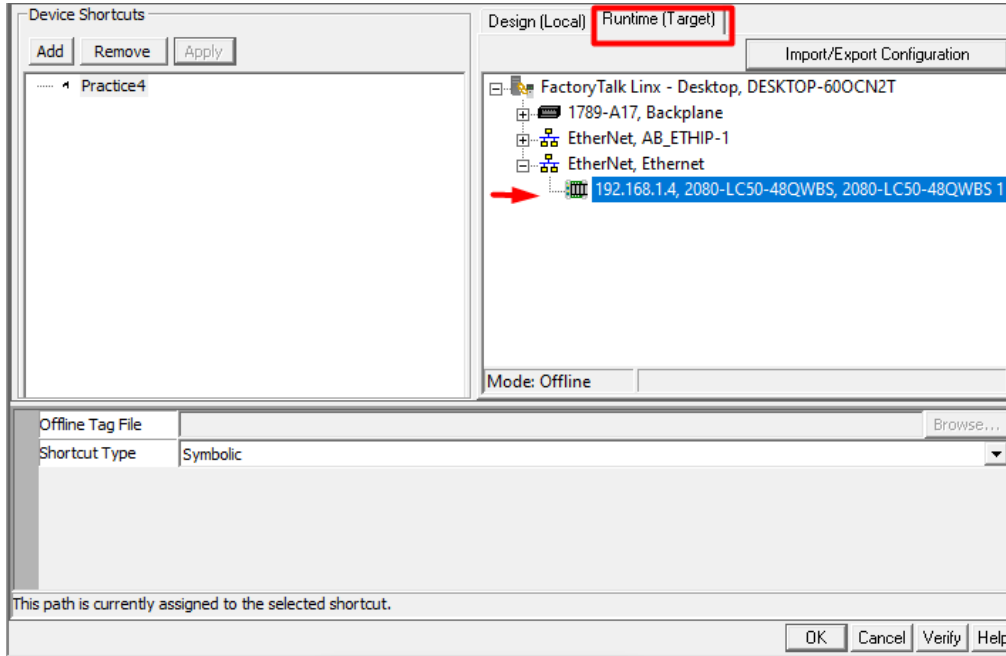 Device Shortcuts
Add Remove Apply
Practice4
Design (Local) Runtime (Target)
Import/Export Configuration
FactoryTalk Linx - Desktop, DESKTOP-60OCN2T
1789-A17, Backplane
EtherNet, AB_ETHIP-1
EtherNet, Ethernet
192.168.1.4, 2080-LC50-48QWBS, 2080-LC50-48QWBS 1
Mode: Offline
Offline Tag File
Browse...
Shortcut Type Symbolic
This path is currently assigned to the selected shortcut.
OK Cancel Verify Help